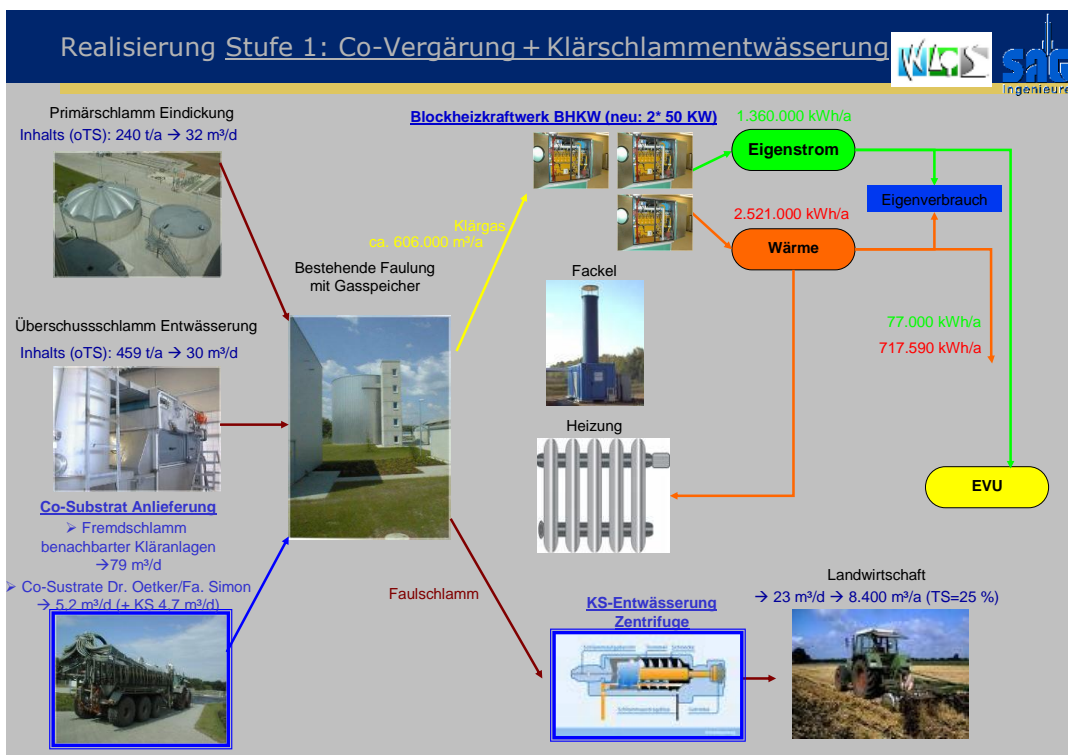 Realisierung Stufe 1: Co-Vergärung + Klärschlammentwässerung
WLGS
SAG
Ingenieure
Primärschlamm Eindickung
Inhalts (oTS): 240 t/a → 32 m³/d
Blockheizkraftwerk BHKW (neu: 2* 50 KW)
1.360.000 kWh/a
Eigenstrom
Eigenverbrauch
2.521.000 kWh/a
Wärme
Klärgas
ca. 606.000 m³/a
Bestehende Faulung
mit Gasspeicher
Fackel
77.000 kWh/a
717.590 kWh/a
Überschussschlamm Entwässerung
Inhalts (oTS): 459 t/a → 30 m³/d
Heizung
EVU
Co-Substrat Anlieferung
➢ Fremdschlamm
benachbarter Kläranlagen
→79 m³/d
➢ Co-Sustrate Dr. Oetker/Fa. Simon
→ 5,2 m³/d (+ KS 4,7 m³/d)
Faulschlamm
KS-Entwässerung
Zentrifuge
Landwirtschaft
→ 23 m³/d → 8.400 m³/a (TS=25 %)